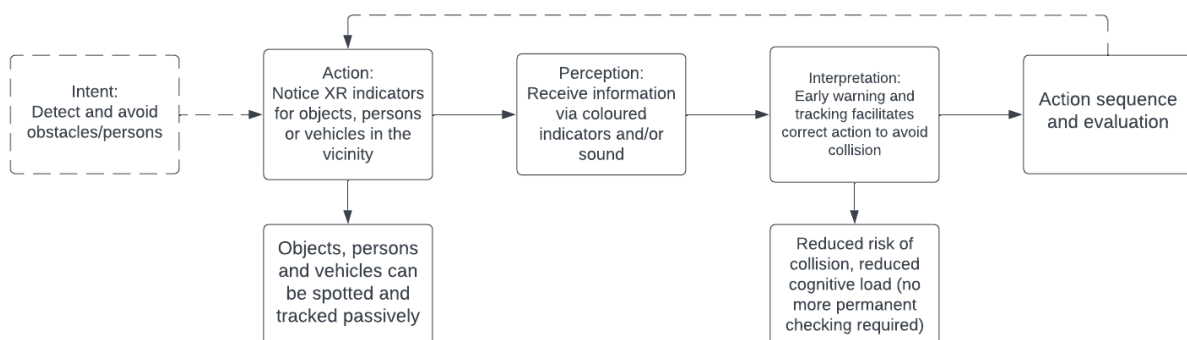 Intent:
Detect and avoid
obstacles/persons
Action:
Notice XR indicators
for objects, persons
or vehicles in the
vicinity
Perception:
Receive information
via coloured
indicators and/or
sound
Interpretation:
Early warning and
tracking facilitates
correct action to avoid
collision
Action sequence
and evaluation
Objects, persons
and vehicles can
be spotted and
tracked passively
Reduced risk of
collision, reduced
cognitive load (no
more permanent
checking required)